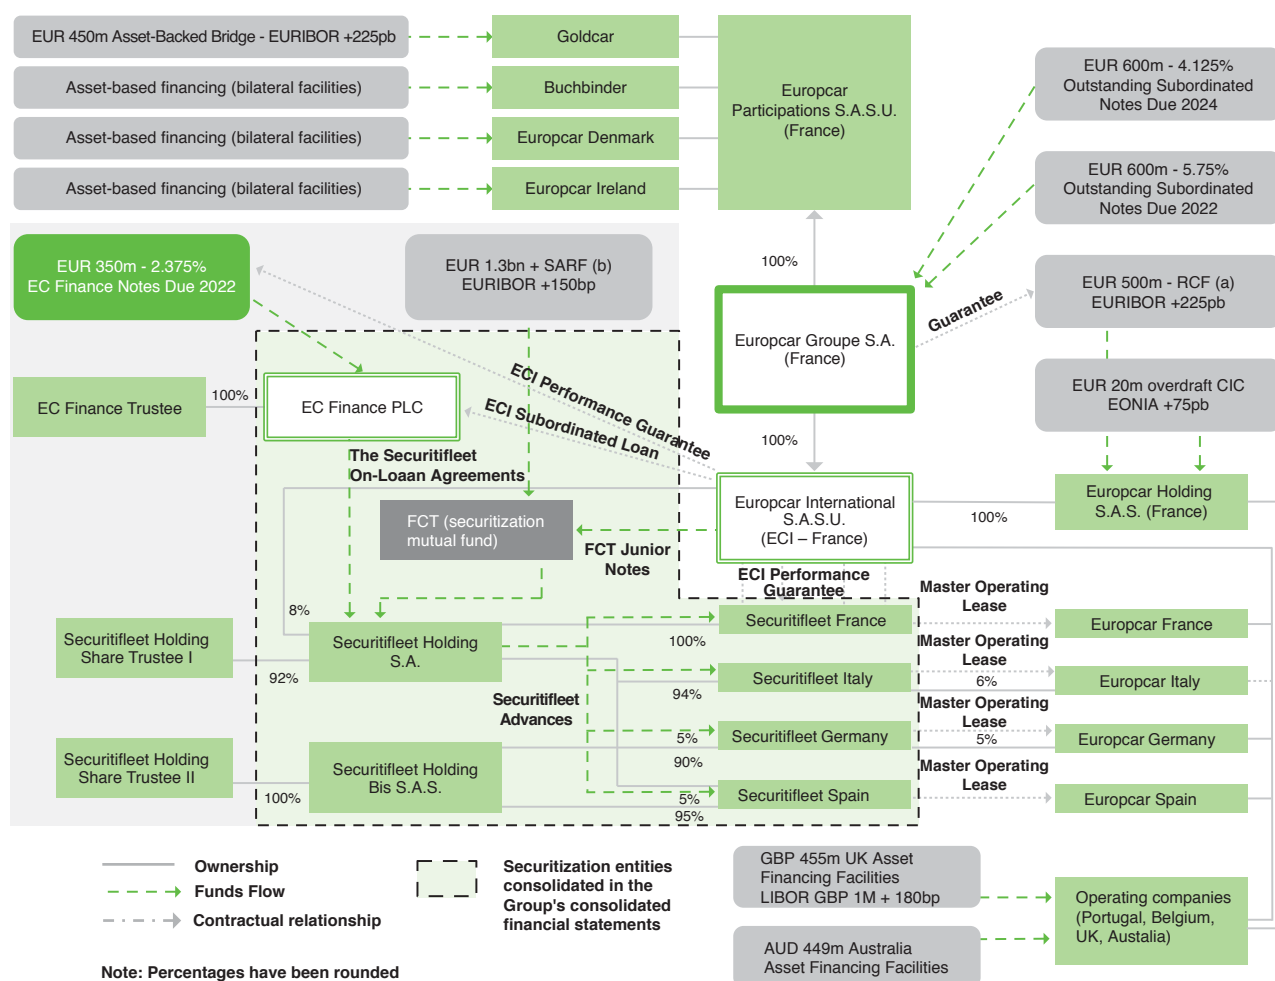 EUR 450m Asset-Backed Bridge - EURIBOR +225pb
Goldcar
Asset-based financing (bilateral facilities)
Buchbinder
Asset-based financing (bilateral facilities)
Europcar Denmark
Asset-based financing (bilateral facilities)
Europcar Ireland
Europcar
Participations S.A.S.U.
(France)
EUR 600m - 4.125%
Outstanding Subordinated
Notes Due 2024
EUR 600m - 5.75%
Outstanding Subordinated
Notes Due 2022
EUR 350m - 2.375%
EC Finance Notes Due 2022
EUR 1.3bn + SARF (b)
EURIBOR +150bp
100%
Europcar Groupe S.A.
(France)
Guarantee
EUR 500m - RCF (a)
EURIBOR +225pb
EUR 20m overdraft CIC
EONIA +75pb
EC Finance Trustee
100%
EC Finance PLC
ECI Performance Guarantee
ECI Subordinated Loan
100%
The Securitifleet
On-Loaan Agreements
FCT (securitization
mutual fund)
FCT Junior
Notes
Europcar International
S.A.S.U.
(ECI – France)
100%
Europcar Holding
S.A.S. (France)
ECI Performance
Guarantee
8%
Securitifleet Holding
Share Trustee I
92%
Securitifleet Holding
S.A.
100%
Securitifleet France
Master Operating
Lease
Europcar France
94%
Securitifleet Italy
Master Operating
Lease
6%
Europcar Italy
Securitifleet
Advances
5%
90%
Securitifleet Germany
Master Operating
Lease
5%
Europcar Germany
Securitifleet Holding
Share Trustee II
100%
Securitifleet Holding
Bis S.A.S.
5%
95%
Securitifleet Spain
Master Operating
Lease
Europcar Spain
Ownership
Funds Flow
Contractual relationship
Securitization entities
consolidated in the
Group's consolidated
financial statements
GBP 455m UK Asset
Financing Facilities
LIBOR GBP 1M + 180bp
AUD 449m Australia
Asset Financing Facilities
Operating companies
(Portugal, Belgium,
UK, Austalia)
Note: Percentages have been rounded